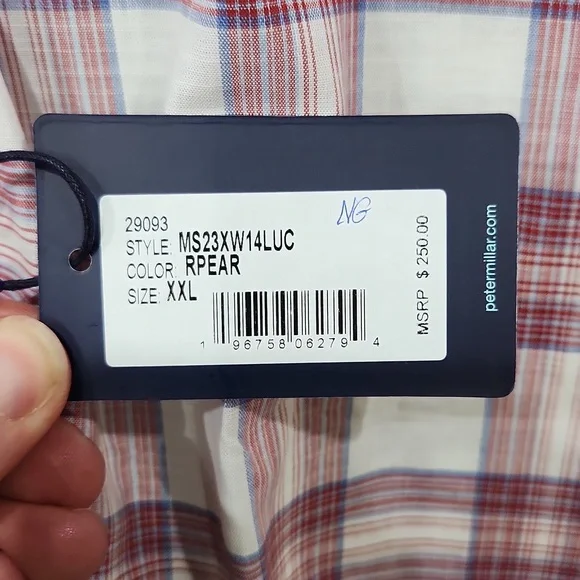 29093
NG
STYLE: MS23XW14LUC
COLOR: RPEAR
SIZE: XXL
1 96758 06279 4
MSRP $ 250.00
petermillar.com